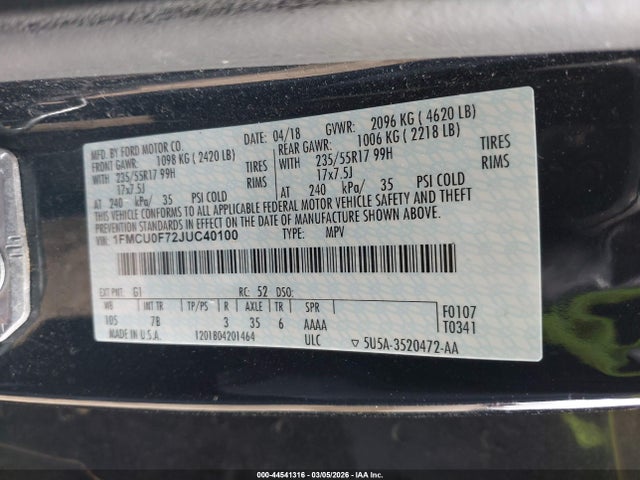 MFD. BY FORD MOTOR CO. DATE: 04/18 GVWR: 2096 KG ( 4620 LB)
FRONT GAWR: 1098 KG ( 2420 LB) REAR GAWR: 1006 KG ( 2218 LB)
WITH 235/55R17 99H TIRES WITH 235/55R17 99H TIRES
17x7.5J RIMS 17x7.5J RIMS
AT 240 kPa/ 35 PSI COLD AT 240 kPa/ 35 PSI COLD
THIS VEHICLE CONFORMS TO ALL APPLICABLE FEDERAL MOTOR VEHICLE SAFETY AND BUMPER
STANDARDS IN EFFECT ON THE DATE OF MANUFACTURE SHOWN ABOVE.
VIN: 1FMCU0F72JUC40100 TYPE: MPV
EXT PNT: G1 RC: 52 DSO:
WB INT TR TP/PS R AXLE TR SPR
105 7B 3 35 6 AAAA
F0107
T0341
MADE IN U.S.A. 1201804201464 ULC 5U5A-3520472-AA
000-44541316 - 03/05/2026 - IAA Inc.